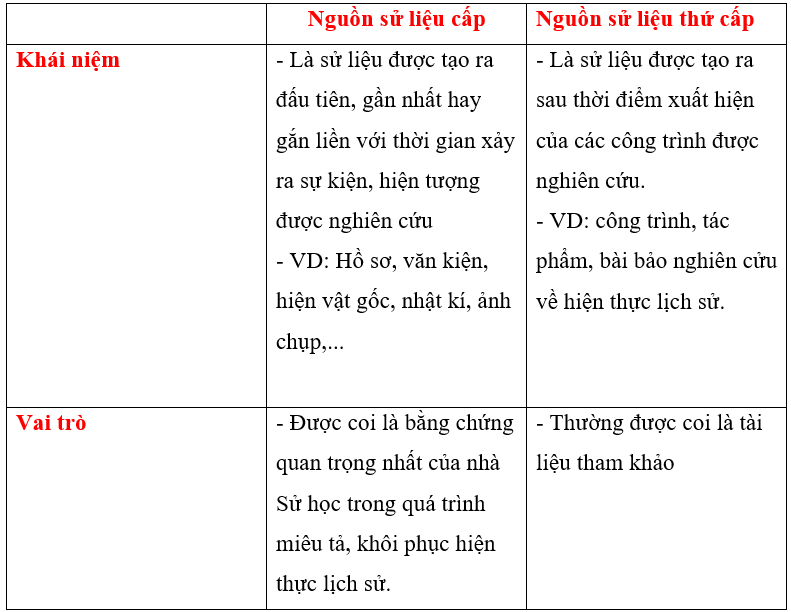 Nguồn sử liệu cấp
Nguồn sử liệu thứ cấp
Khái niệm
- Là sử liệu được tạo ra
đấu tiên, gần nhất hay
gắn liền với thời gian xảy
ra sự kiện, hiện tượng
được nghiên cứu
- VD: Hồ sơ, văn kiện,
hiện vật gốc, nhật kí, ảnh
chụp,...
- Là sử liệu được tạo ra
sau thời điểm xuất hiện
của các công trình được
nghiên cứu.
- VD: công trình, tác
phẩm, bài bảo nghiên cửu
về hiện thực lịch sử.
Vai trò
- Được coi là bằng chứng
quan trọng nhất của nhà
Sử học trong quá trình
miêu tả, khôi phục hiện
thực lịch sử.
- Thường được coi là tài
liệu tham khảo